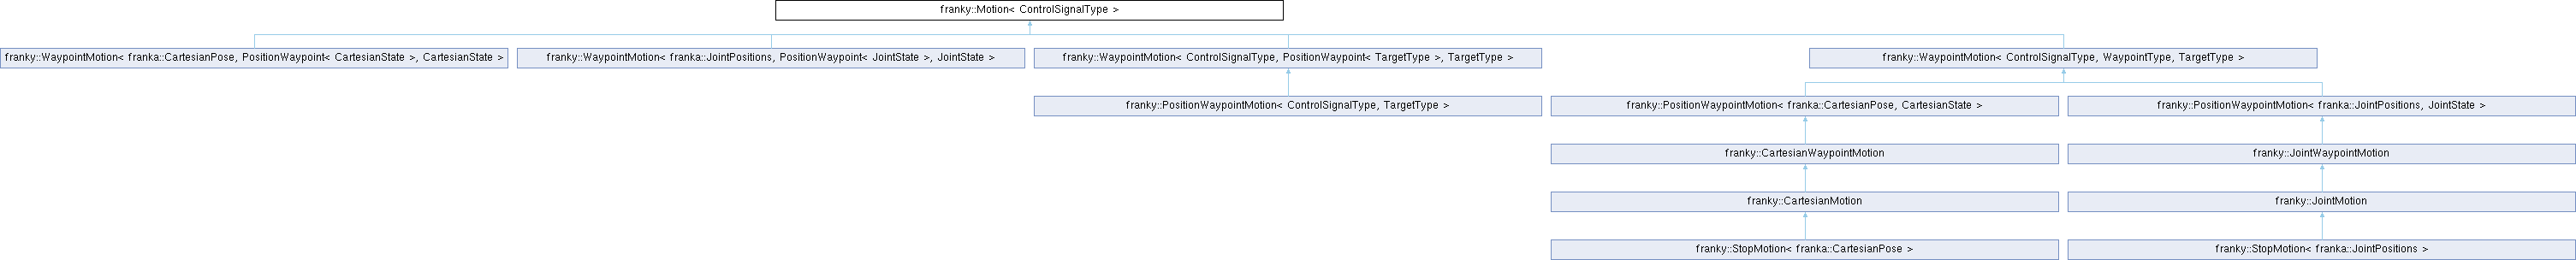 franky::Motion< ControlSignalType >
franky::WaypointMotion< franka::CartesianPose, PositionWaypoint< CartesianState >, CartesianState >
franky::WaypointMotion< franka::JointPositions, PositionWaypoint< JointState >, JointState >
franky::WaypointMotion< ControlSignalType, PositionWaypoint< TargetType >, TargetType >
franky::WaypointMotion< ControlSignalType, WaypointType, TargetType >
franky::PositionWaypointMotion< ControlSignalType, TargetType >
franky::PositionWaypointMotion< franka::CartesianPose, CartesianState >
franky::PositionWaypointMotion< franka::JointPositions, JointState >
franky::CartesianWaypointMotion
franky::JointWaypointMotion
franky::CartesianMotion
franky::JointMotion
franky::StopMotion< franka::CartesianPose >
franky::StopMotion< franka::JointPositions >